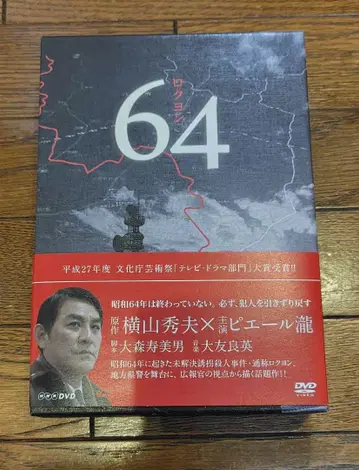 ロクヨン
64
平成27年度 文化庁芸術祭「テレビ・ドラマ部門」大賞受賞!!
昭和64年は終わっていない。必ず、犯人を引きずり戻す
原作 横山秀夫×主演 ピエール瀧
脚本 大森寿美男 音楽 大友良英
昭和64年に起きた未解決誘拐殺人事件・通称ロクヨン。
地方県警を舞台に、広報官の視点から描く話題作!!
NHK DVD
DVD
VIDEO